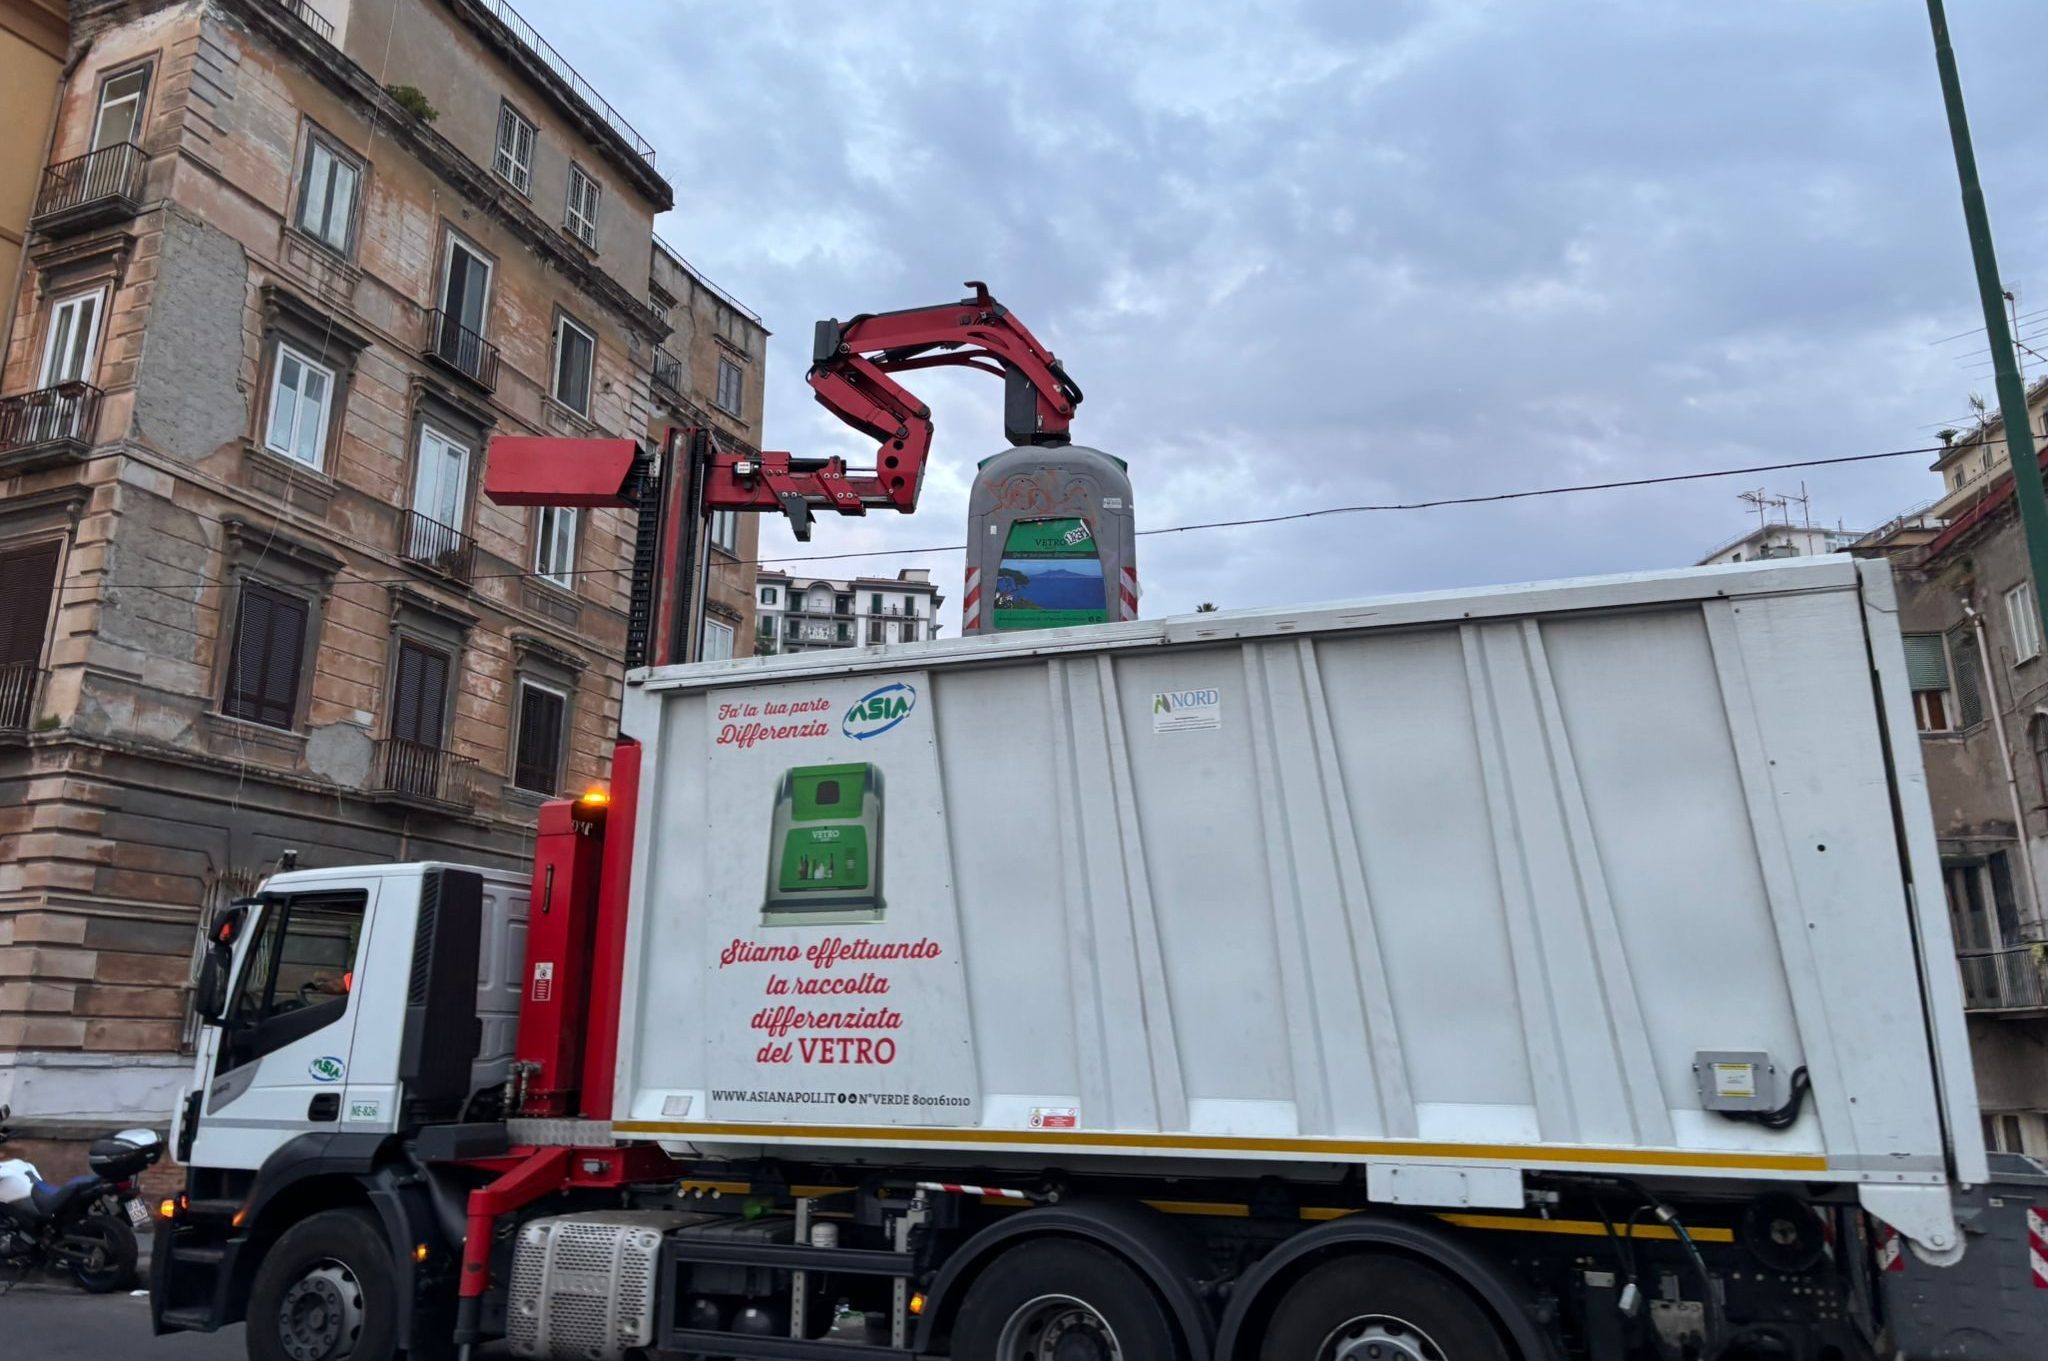 VETRO
Fa' la tua parte
Differenzia
ASIA
NORD
VETRO
Stiamo effettuando
la raccolta
differenziata
del VETRO
WWW.ASIANAPOLI.IT N°VERDE 800161010
ASIA
NE-826
IVECO